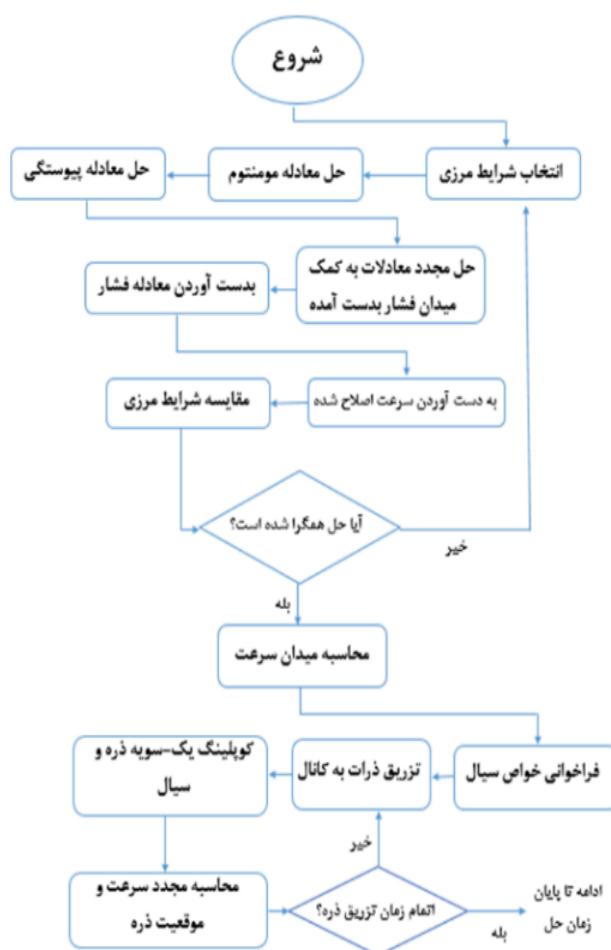 شروع
انتخاب شرایط مرزی
حل معادله مومنتوم
حل معادله پیوستگی
حل مجدد معادلات به کمک
میدان فشار بدست آمده
بدست آوردن معادله فشار
به دست آوردن سرعت اصلاح شده
مقایسه شرایط مرزی
آیا حل همگرا شده است؟
خیر
بله
محاسبه میدان سرعت
فراخوانی خواص سیال
تزریق ذرات به کانال
کوپلینگ یک-سویه ذره و
سیال
محاسبه مجدد سرعت و
موقعیت ذره
اتمام زمان تزریق ذره؟
خیر
بله
ادامه تا پایان
زمان حل